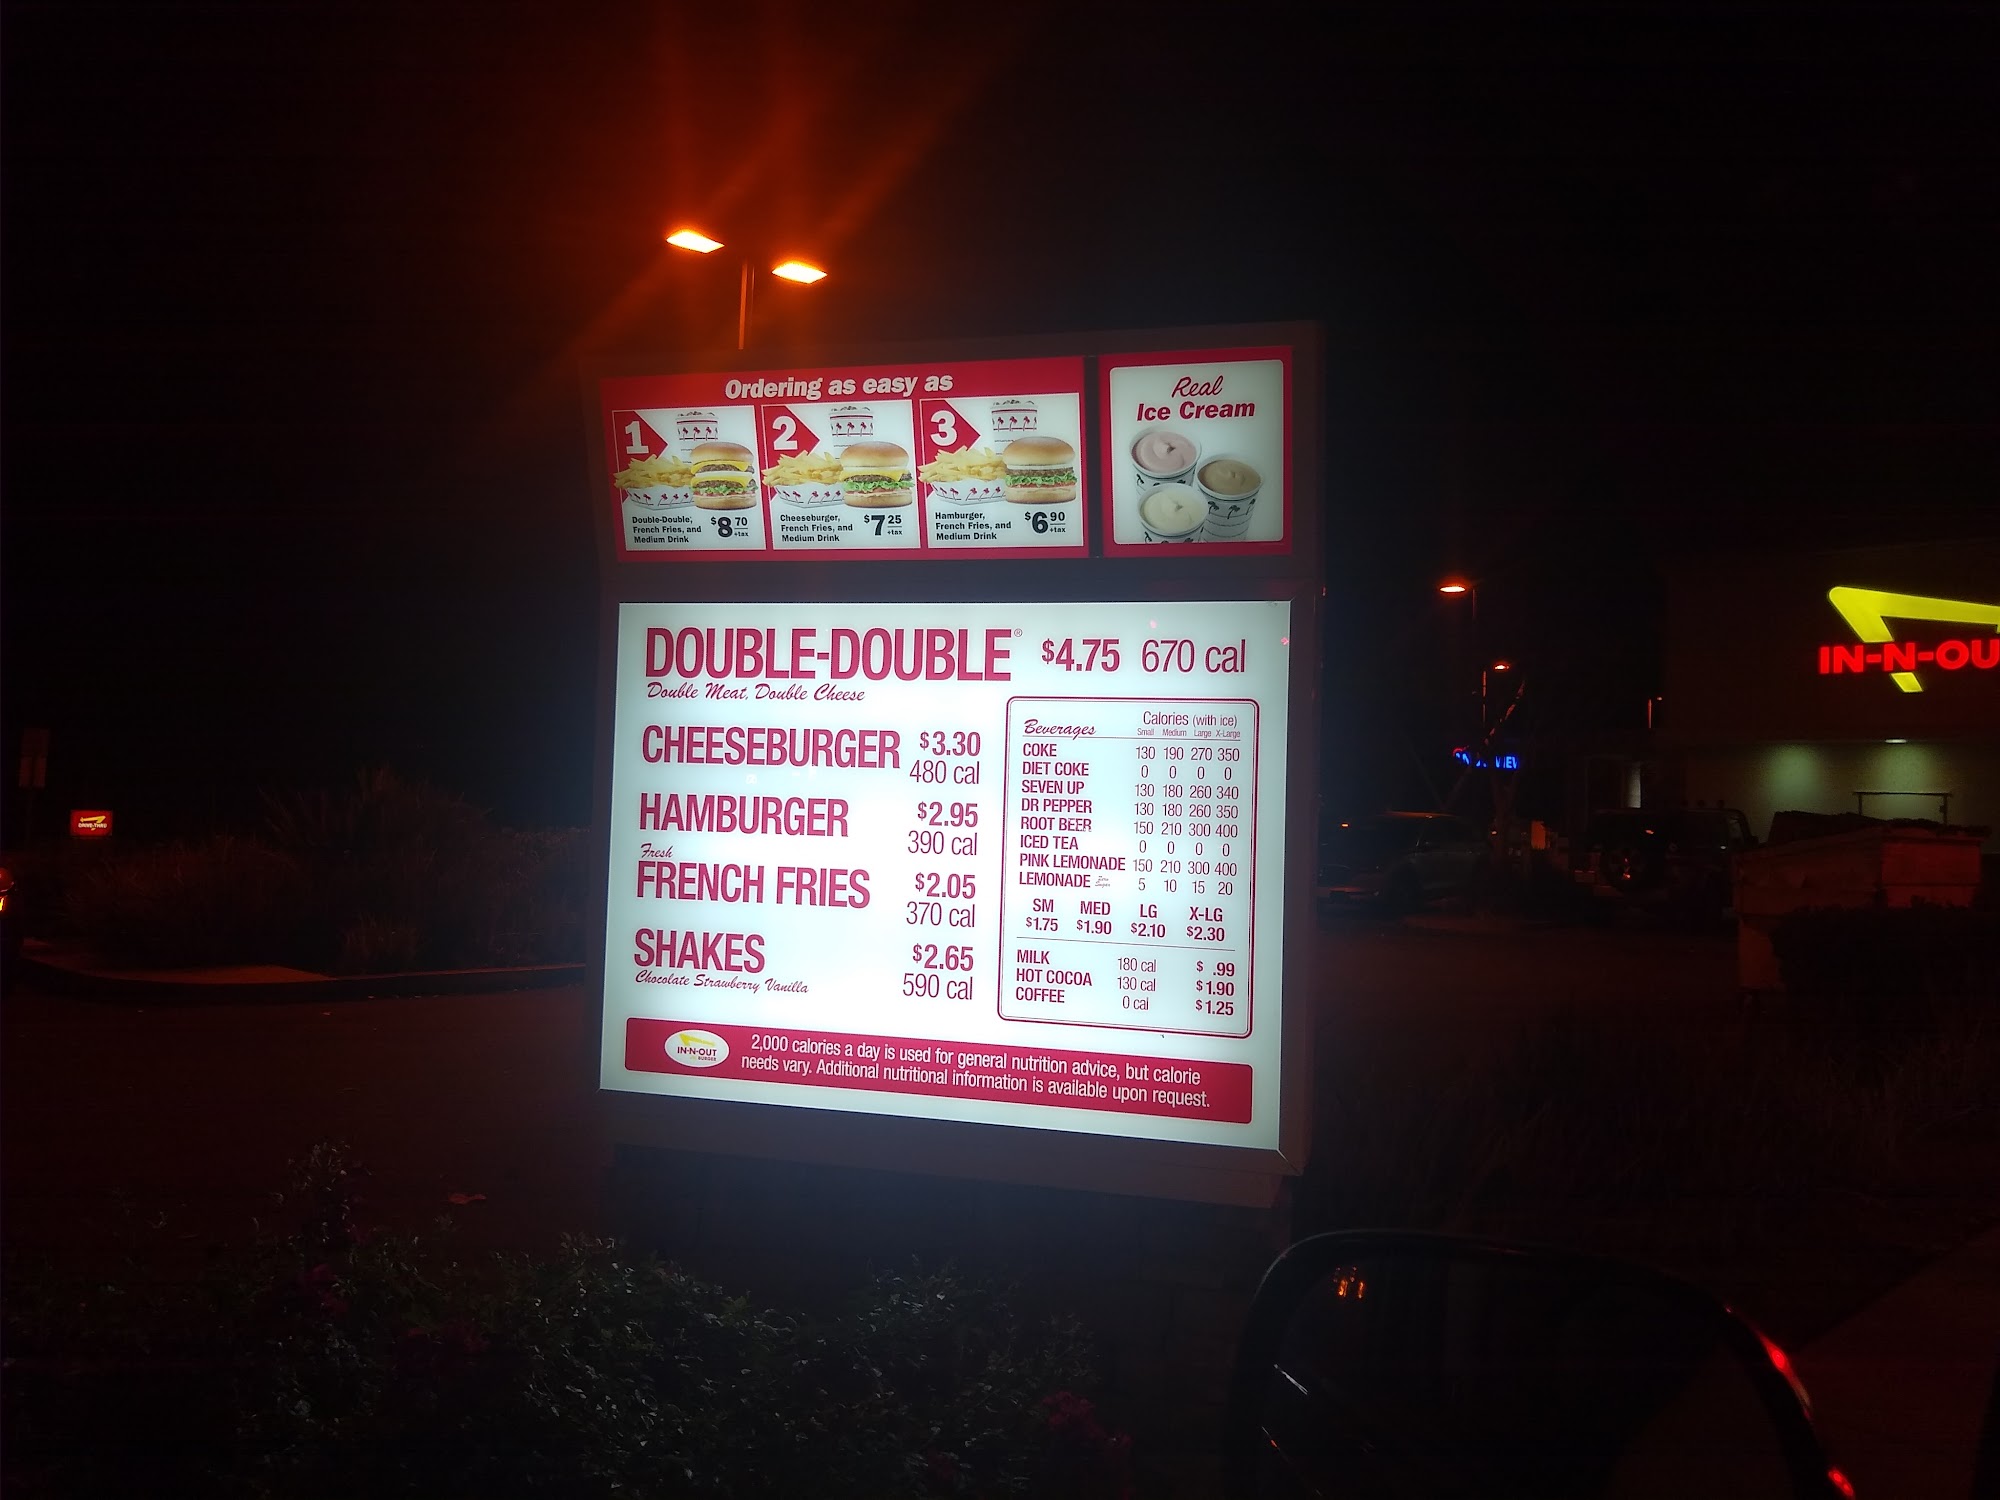 Ordering as easy as
1
Double-Double,
French Fries, and
Medium Drink
$8 70
+tax
2
Cheeseburger,
French Fries, and
Medium Drink
$7 25
+tax
3
Hamburger,
French Fries, and
Medium Drink
$6 90
+tax
Real
Ice Cream
DOUBLE-DOUBLE® $4.75 670 cal
Double Meat, Double Cheese
CHEESEBURGER $3.30
480 cal
HAMBURGER $2.95
390 cal
Fresh
FRENCH FRIES $2.05
370 cal
SHAKES $2.65
Chocolate Strawberry Vanilla 590 cal
Beverages Calories (with ice)
Small Medium Large X-Large
COKE 130 190 270 350
DIET COKE 0 0 0 0
SEVEN UP 130 180 260 340
DR PEPPER 130 180 260 350
ROOT BEER 150 210 300 400
ICED TEA 0 0 0 0
PINK LEMONADE 150 210 300 400
LEMONADE Zero Sugar 5 10 15 20
SM MED LG X-LG
$1.75 $1.90 $2.10 $2.30
MILK 180 cal $ .99
HOT COCOA 130 cal $1.90
COFFEE 0 cal $1.25
IN-N-OUT
BURGER
2,000 calories a day is used for general nutrition advice, but calorie
needs vary. Additional nutritional information is available upon request.
IN-N-OU
DRIVE-THRU